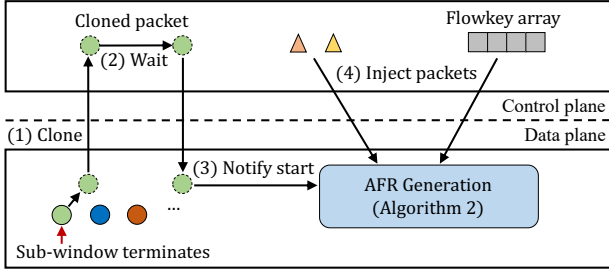 Cloned packet
Flowkey array
(2) Wait
(4) Inject packets
Control plane
(1) Clone
Data plane
(3) Notify start
AFR Generation
(Algorithm 2)
...
Sub-window terminates